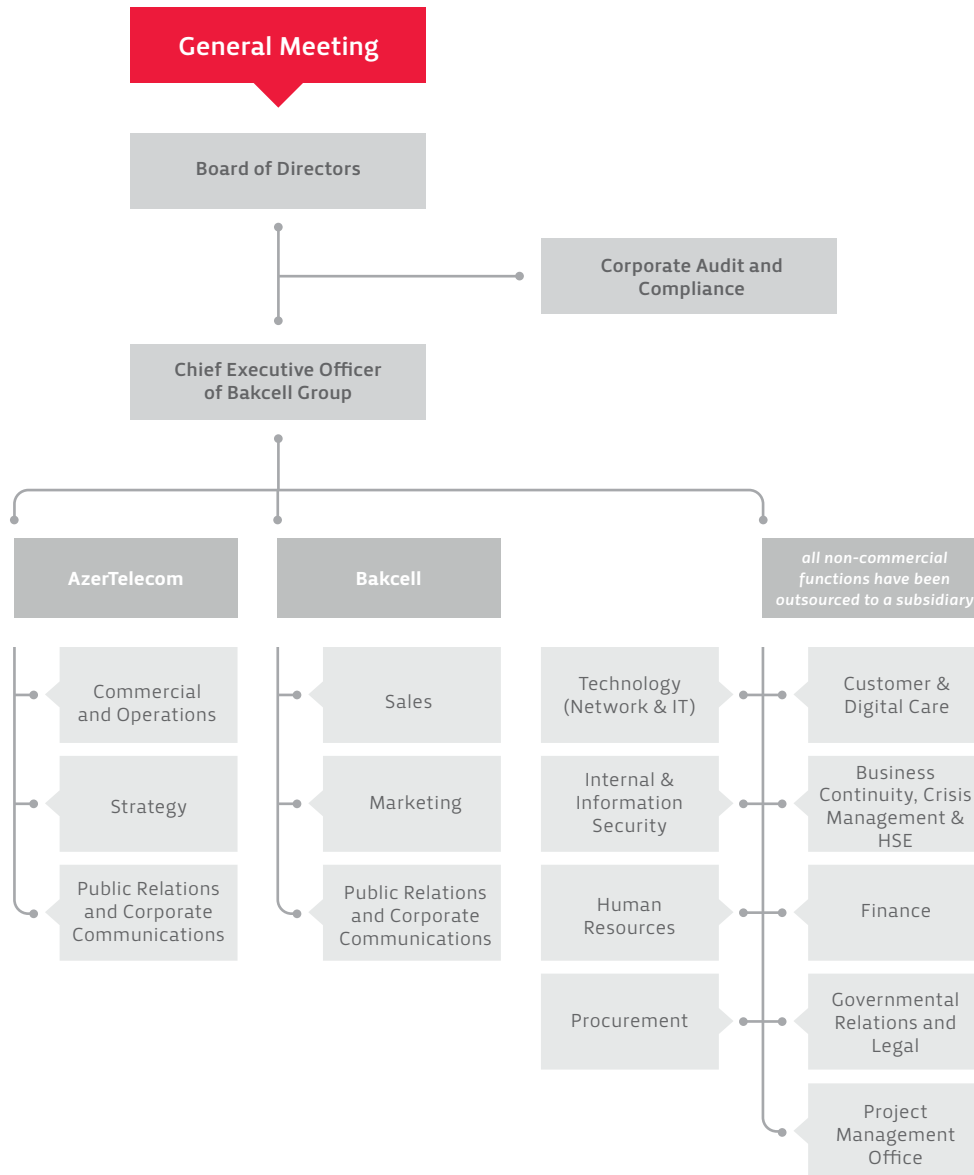 General Meeting
Board of Directors
Corporate Audit and
Compliance
Chief Executive Officer
of Bakcell Group
AzerTelecom
Bakcell
all non-commercial
functions have been
outsourced to a subsidiary
Commercial
and Operations
Strategy
Public Relations
and Corporate
Communications
Sales
Marketing
Public Relations
and Corporate
Communications
Technology
(Network & IT)
Internal &
Information
Security
Human
Resources
Procurement
Customer &
Digital Care
Business
Continuity, Crisis
Management &
HSE
Finance
Governmental
Relations and
Legal
Project
Management
Office